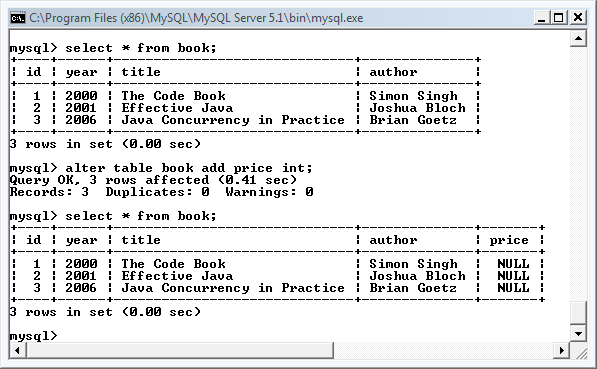 C:\Program Files (x86)\MySQL\MySQL Server 5.1\bin\mysql.exe
mysql> select * from book;
+----+------+------------------------------+--------------+
| id | year | title                        | author       |
+----+------+------------------------------+--------------+
|  1 | 2000 | The Code Book                | Simon Singh  |
|  2 | 2001 | Effective Java               | Joshua Bloch |
|  3 | 2006 | Java Concurrency in Practice | Brian Goetz  |
+----+------+------------------------------+--------------+
3 rows in set (0.00 sec)
mysql> alter table book add price int;
Query OK, 3 rows affected (0.41 sec)
Records: 3  Duplicates: 0  Warnings: 0
mysql> select * from book;
+----+------+------------------------------+--------------+-------+
| id | year | title                        | author       | price |
+----+------+------------------------------+--------------+-------+
|  1 | 2000 | The Code Book                | Simon Singh  |  NULL |
|  2 | 2001 | Effective Java               | Joshua Bloch |  NULL |
|  3 | 2006 | Java Concurrency in Practice | Brian Goetz  |  NULL |
+----+------+------------------------------+--------------+-------+
3 rows in set (0.00 sec)
mysql>